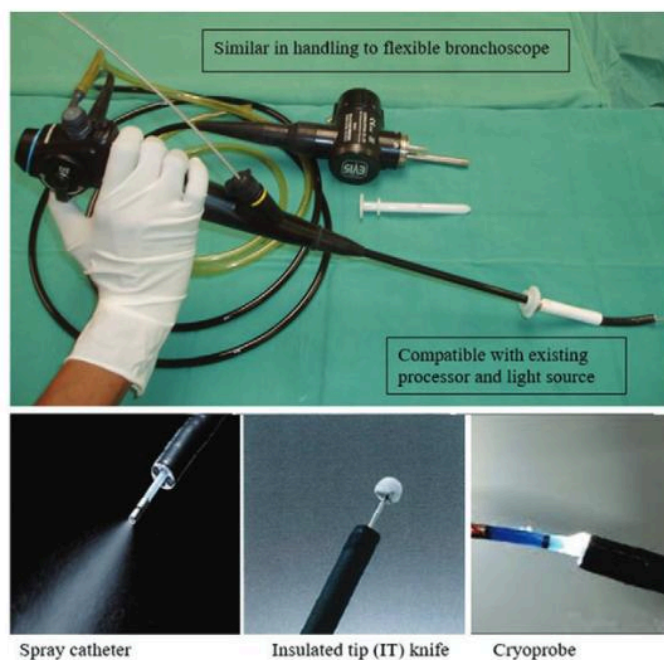 Similar in handling to flexible bronchoscope
EVIS
Compatible with existing
processor and light source
Spray catheter
Insulated tip (IT) knife
Cryoprobe